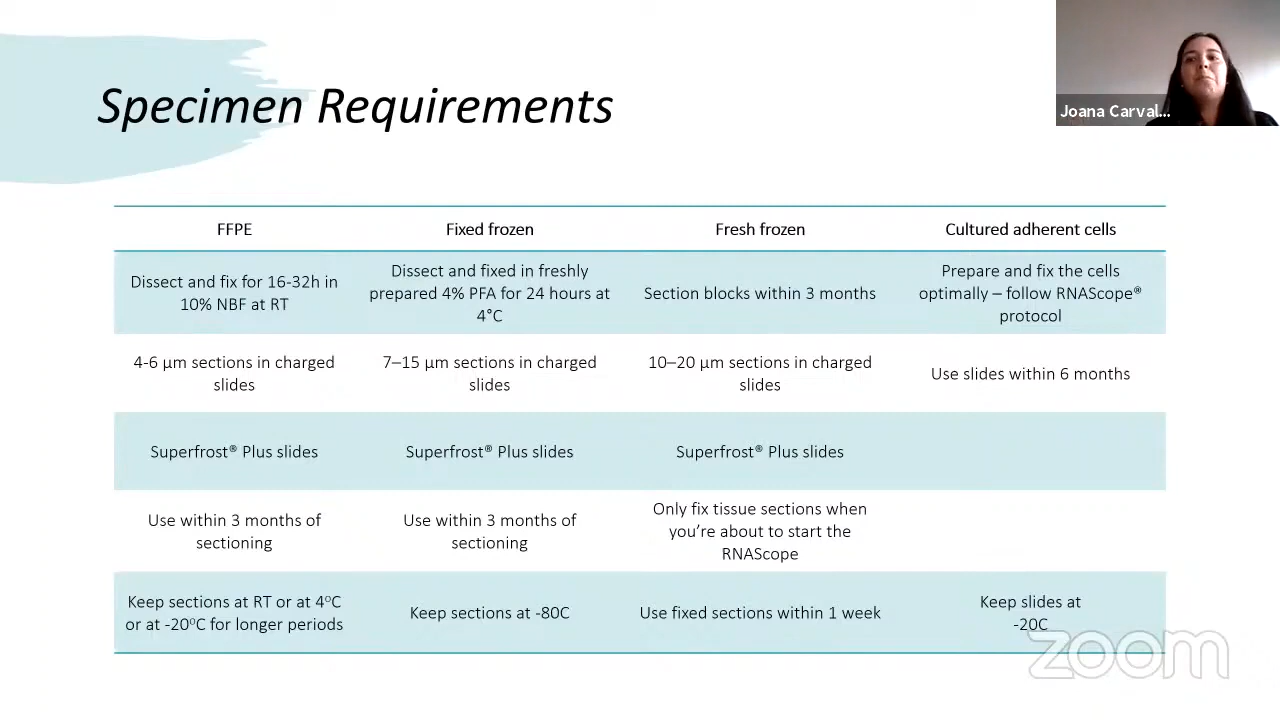 Specimen Requirements
Joana Carval...
FFPE
Fixed frozen
Fresh frozen
Cultured adherent cells
Dissect and fix for 16-32h in
10% NBF at RT
Dissect and fixed in freshly
prepared 4% PFA for 24 hours at
4°C
Section blocks within 3 months
Prepare and fix the cells
optimally – follow RNAScope®
protocol
4-6 µm sections in charged
slides
7–15 µm sections in charged
slides
10–20 µm sections in charged
slides
Use slides within 6 months
Superfrost® Plus slides
Superfrost® Plus slides
Superfrost® Plus slides
Use within 3 months of
sectioning
Use within 3 months of
sectioning
Only fix tissue sections when
you're about to start the
RNAScope
Keep sections at RT or at 4ºC
or at -20ºC for longer periods
Keep sections at -80C
Use fixed sections within 1 week
Keep slides at
-20C
zoom